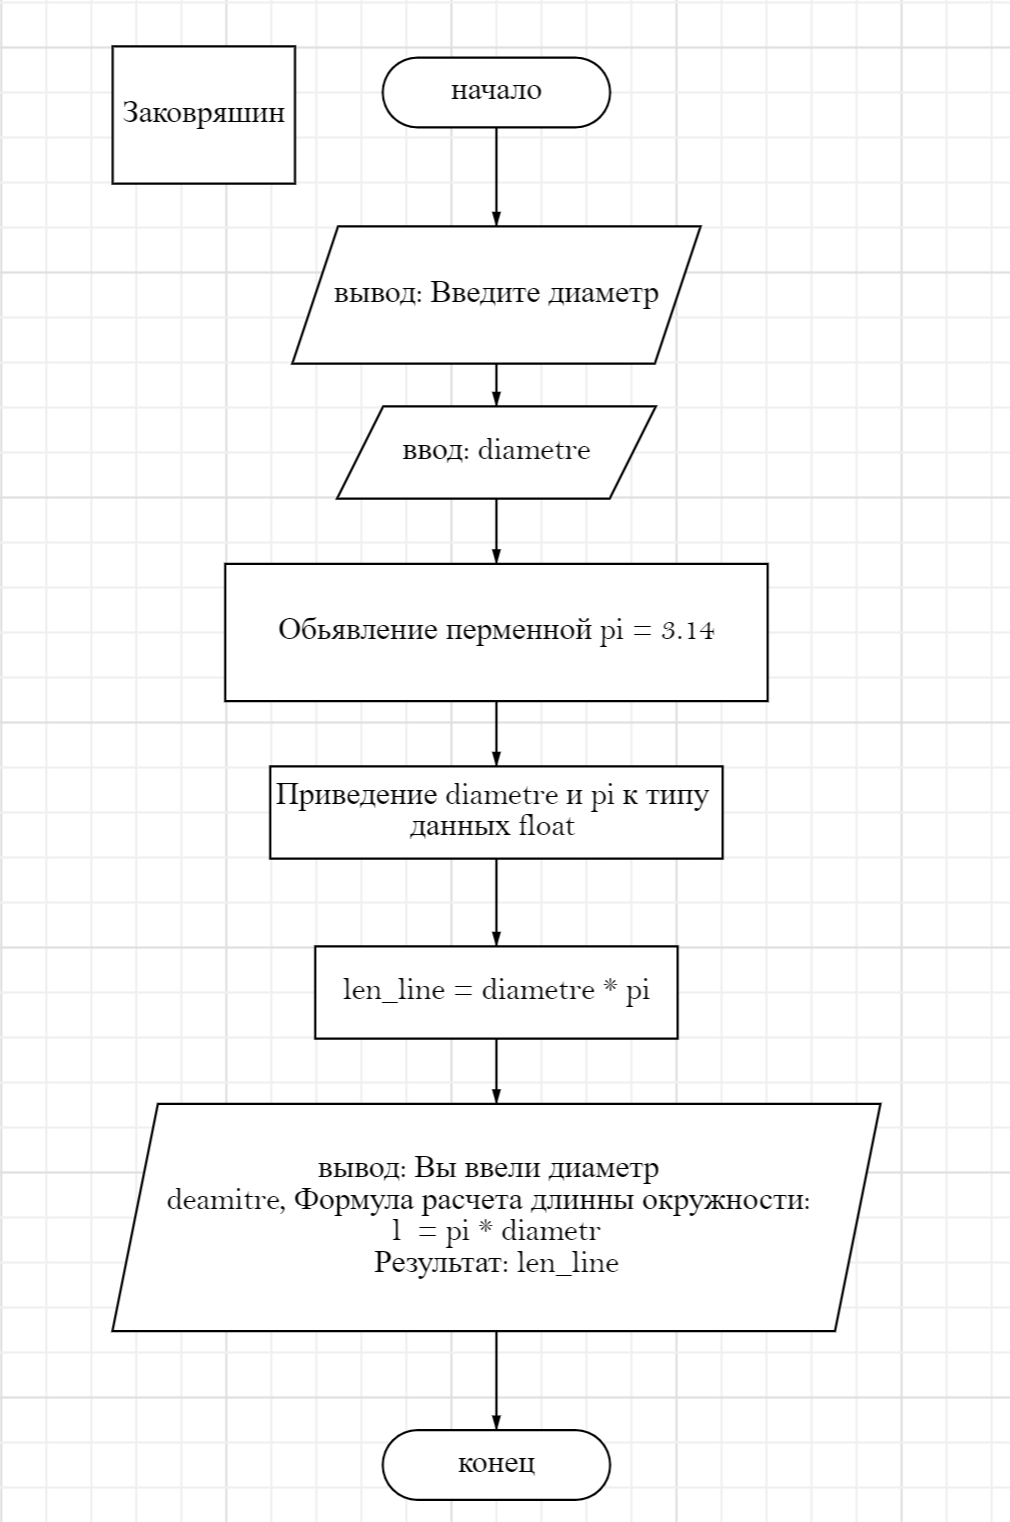 Заковряшин
начало
вывод: Введите диаметр
ввод: diametre
Обьявление перменной pi = 3.14
Приведение diametre и pi к типу
данных float
len_line = diametre * pi
вывод: Вы ввели диаметр
deamitre, Формула расчета длинны окружности:
l = pi * diametr
Результат: len_line
конец